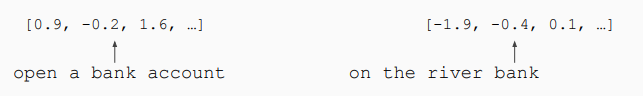 [0.9, -0.2, 1.6, …] [-1.9, -0.4, 0.1, …]
open a bank account on the river bank